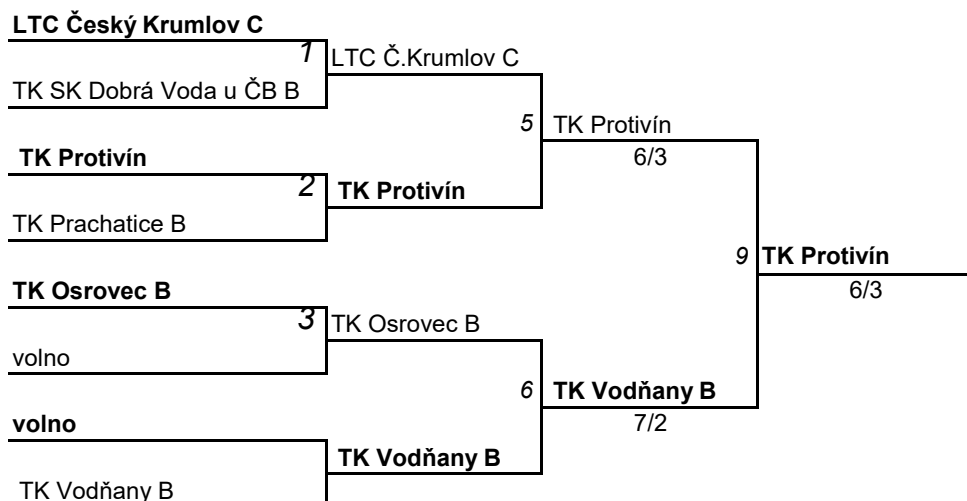 LTC Český Krumlov C
1 LTC Č.Krumlov C
TK SK Dobrá Voda u ČB B
5 TK Protivín
TK Protivín 6/3
2 TK Protivín
TK Prachatice B
9 TK Protivín
TK Osrovec B 6/3
3 TK Osrovec B
volno
6 TK Vodňany B
volno 7/2
TK Vodňany B
TK Vodňany B